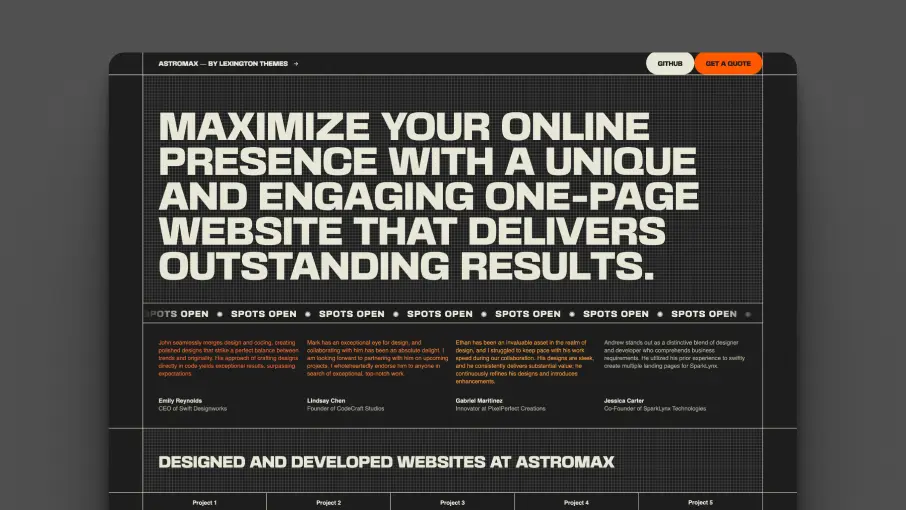 ASTROMAX — BY LEXINGTON THEMES →
GITHUB
GET A QUOTE
MAXIMIZE YOUR ONLINE
PRESENCE WITH A UNIQUE
AND ENGAGING ONE-PAGE
WEBSITE THAT DELIVERS
OUTSTANDING RESULTS.
SPOTS OPEN ✺ SPOTS OPEN ✺ SPOTS OPEN ✺ SPOTS OPEN ✺ SPOTS OPEN ✺ SPOTS OPEN ✺ SPOTS OPEN ✺
John seamlessly merges design and coding, creating
polished designs that strike a perfect balance between
trends and originality. His approach of crafting designs
directly in code yields exceptional results, surpassing
expectations.
Emily Reynolds
CEO of Swift Designworks
Mark has an exceptional eye for design, and
collaborating with him has been an absolute delight. I
am looking forward to partnering with him on upcoming
projects. I wholeheartedly endorse him to anyone in
search of exceptional, top-notch work.
Lindsay Chen
Founder of CodeCraft Studios
Ethan has been an invaluable asset in the realm of
design, and I struggled to keep pace with his work
speed during our collaboration. His designs are sleek,
and he consistently delivers substantial value; he
continuously refines his designs and introduces
enhancements.
Gabriel Maritinez
Innovator at PixelPerfect Creations
Andrew stands out as a distinctive blend of designer
and developer who comprehends business
requirements. He utilized his prior experience to swiftly
create multiple landing pages for SparkLynx.
Jessica Carter
Co-Founder of SparkLynx Technologies
DESIGNED AND DEVELOPED WEBSITES AT ASTROMAX
Project 1
Project 2
Project 3
Project 4
Project 5